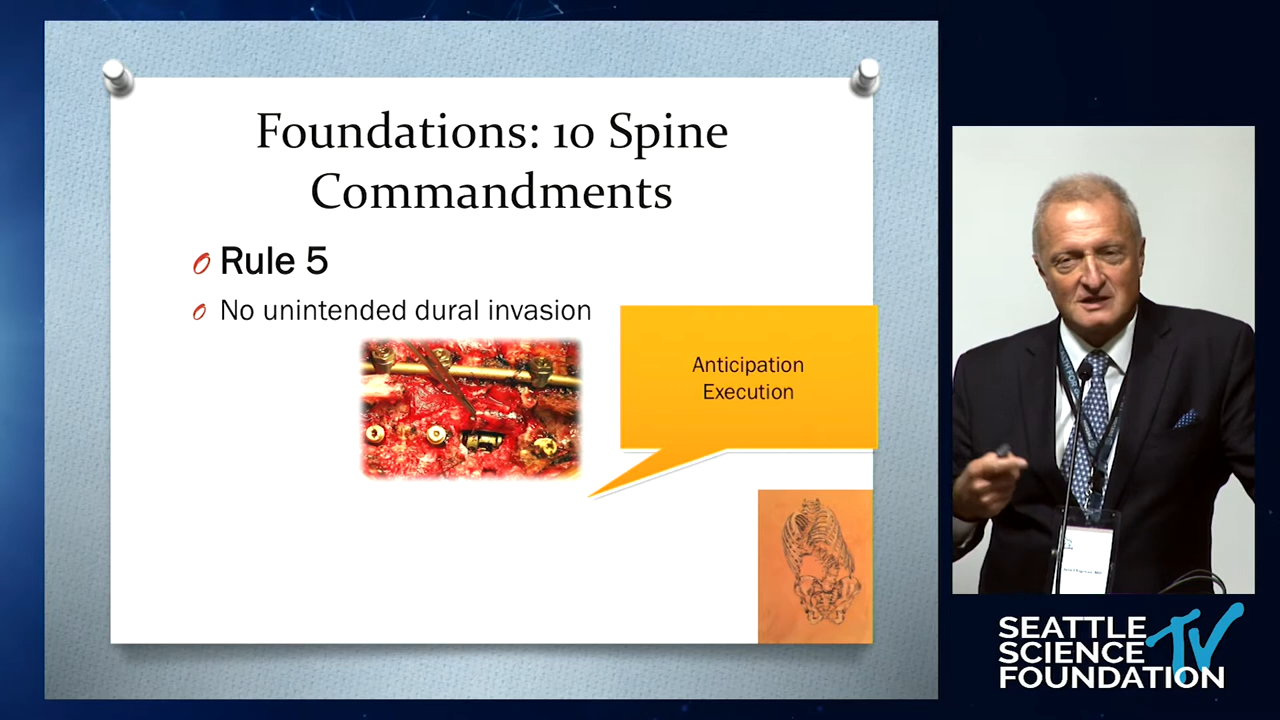 Foundations: 10 Spine
Commandments
Rule 5
No unintended dural invasion
Anticipation
Execution
SEATTLE
SCIENCE TV
FOUNDATION